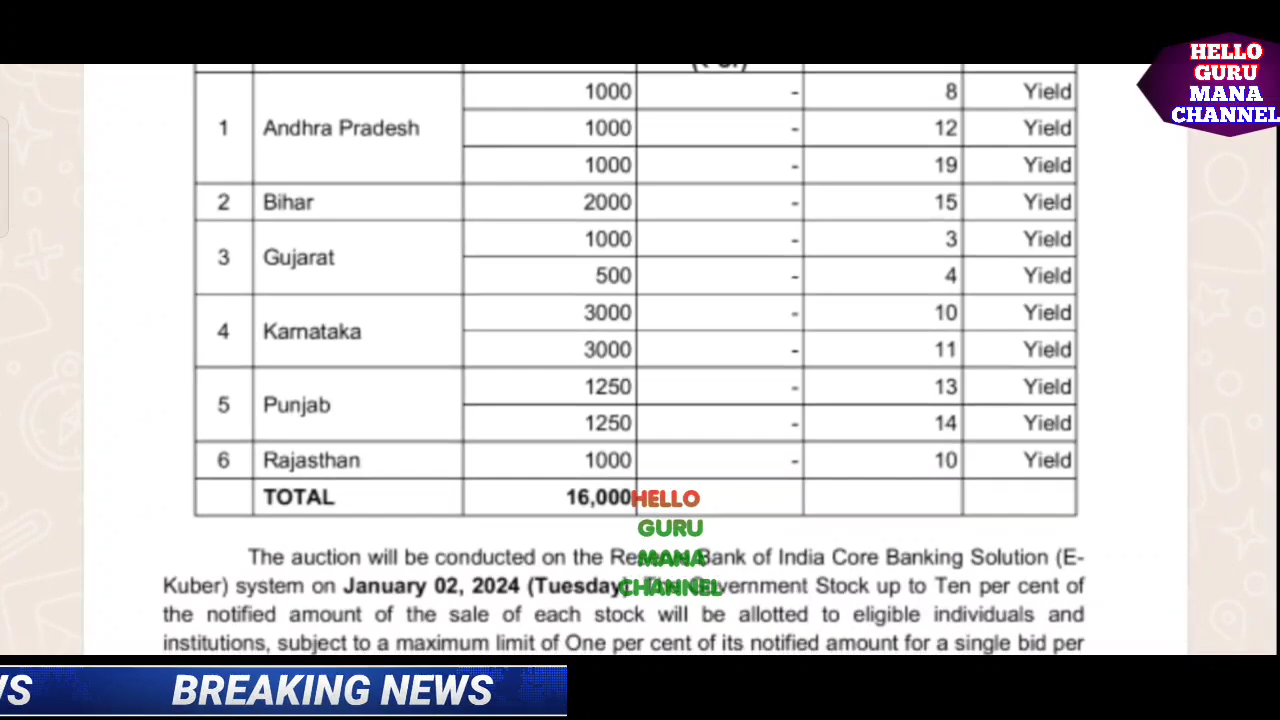 HELLO
GURU
MANA
CHANNEL
1 Andhra Pradesh 1000 - 8 Yield
1000 - 12 Yield
1000 - 19 Yield
2 Bihar 2000 - 15 Yield
3 Gujarat 1000 - 3 Yield
500 - 4 Yield
4 Karnataka 3000 - 10 Yield
3000 - 11 Yield
5 Punjab 1250 - 13 Yield
1250 - 14 Yield
6 Rajasthan 1000 - 10 Yield
TOTAL 16,000
HELLO
GURU
MANA
CHANNEL
The auction will be conducted on the Reserve Bank of India Core Banking Solution (E-
Kuber) system on January 02, 2024 (Tuesday). The Government Stock up to Ten per cent of
the notified amount of the sale of each stock will be allotted to eligible individuals and
institutions, subject to a maximum limit of One per cent of its notified amount for a single bid per
WS BREAKING NEWS